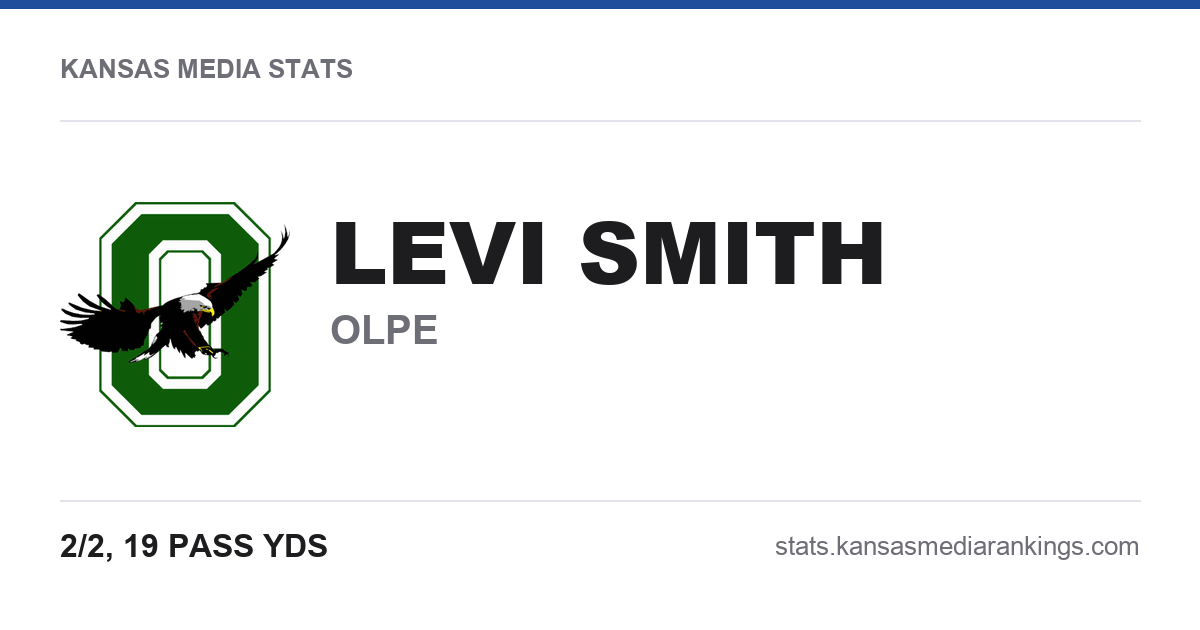 KANSAS MEDIA STATS
LEVI SMITH
OLPE
2/2, 19 PASS YDS
stats.kansasmediarankings.com